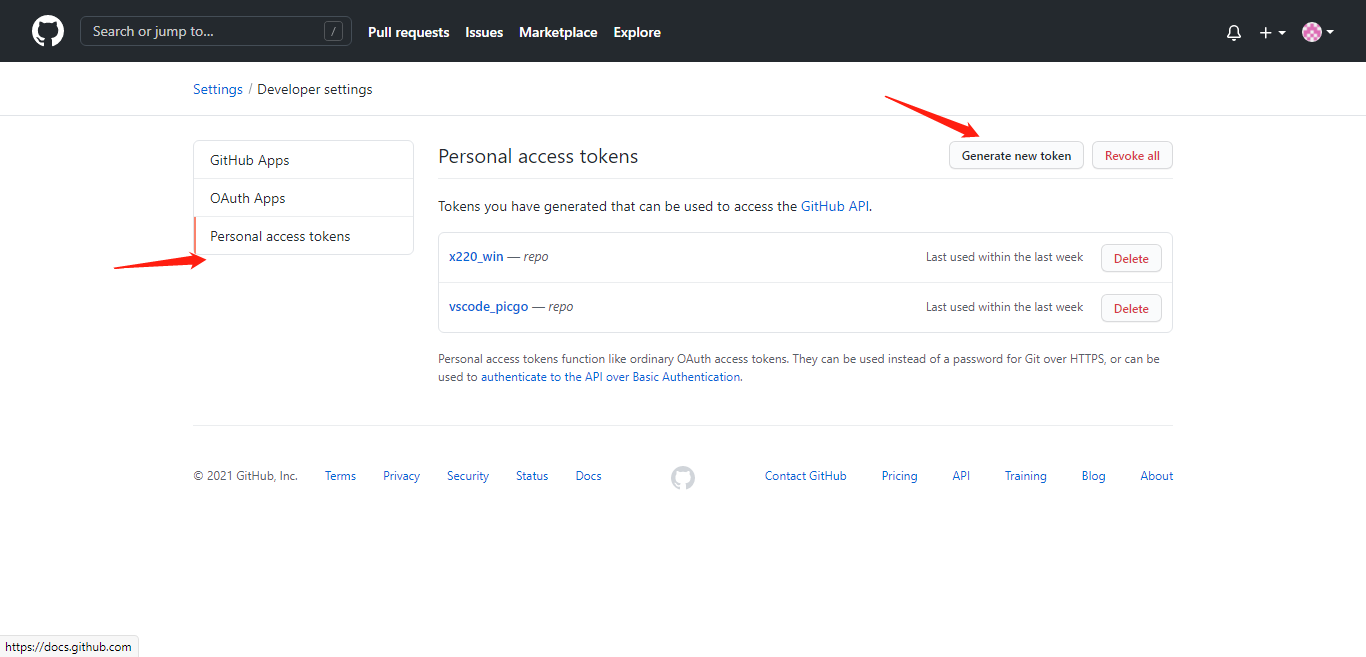 Search or jump to... / Pull requests Issues Marketplace Explore
Settings / Developer settings
GitHub Apps
OAuth Apps
Personal access tokens
Personal access tokens Generate new token Revoke all
Tokens you have generated that can be used to access the GitHub API.
x220_win — repo Last used within the last week Delete
vscode_picgo — repo Last used within the last week Delete
Personal access tokens function like ordinary OAuth access tokens. They can be used instead of a password for Git over HTTPS, or can be
used to authenticate to the API over Basic Authentication.
© 2021 GitHub, Inc. Terms Privacy Security Status Docs Contact GitHub Pricing API Training Blog About
https://docs.github.com